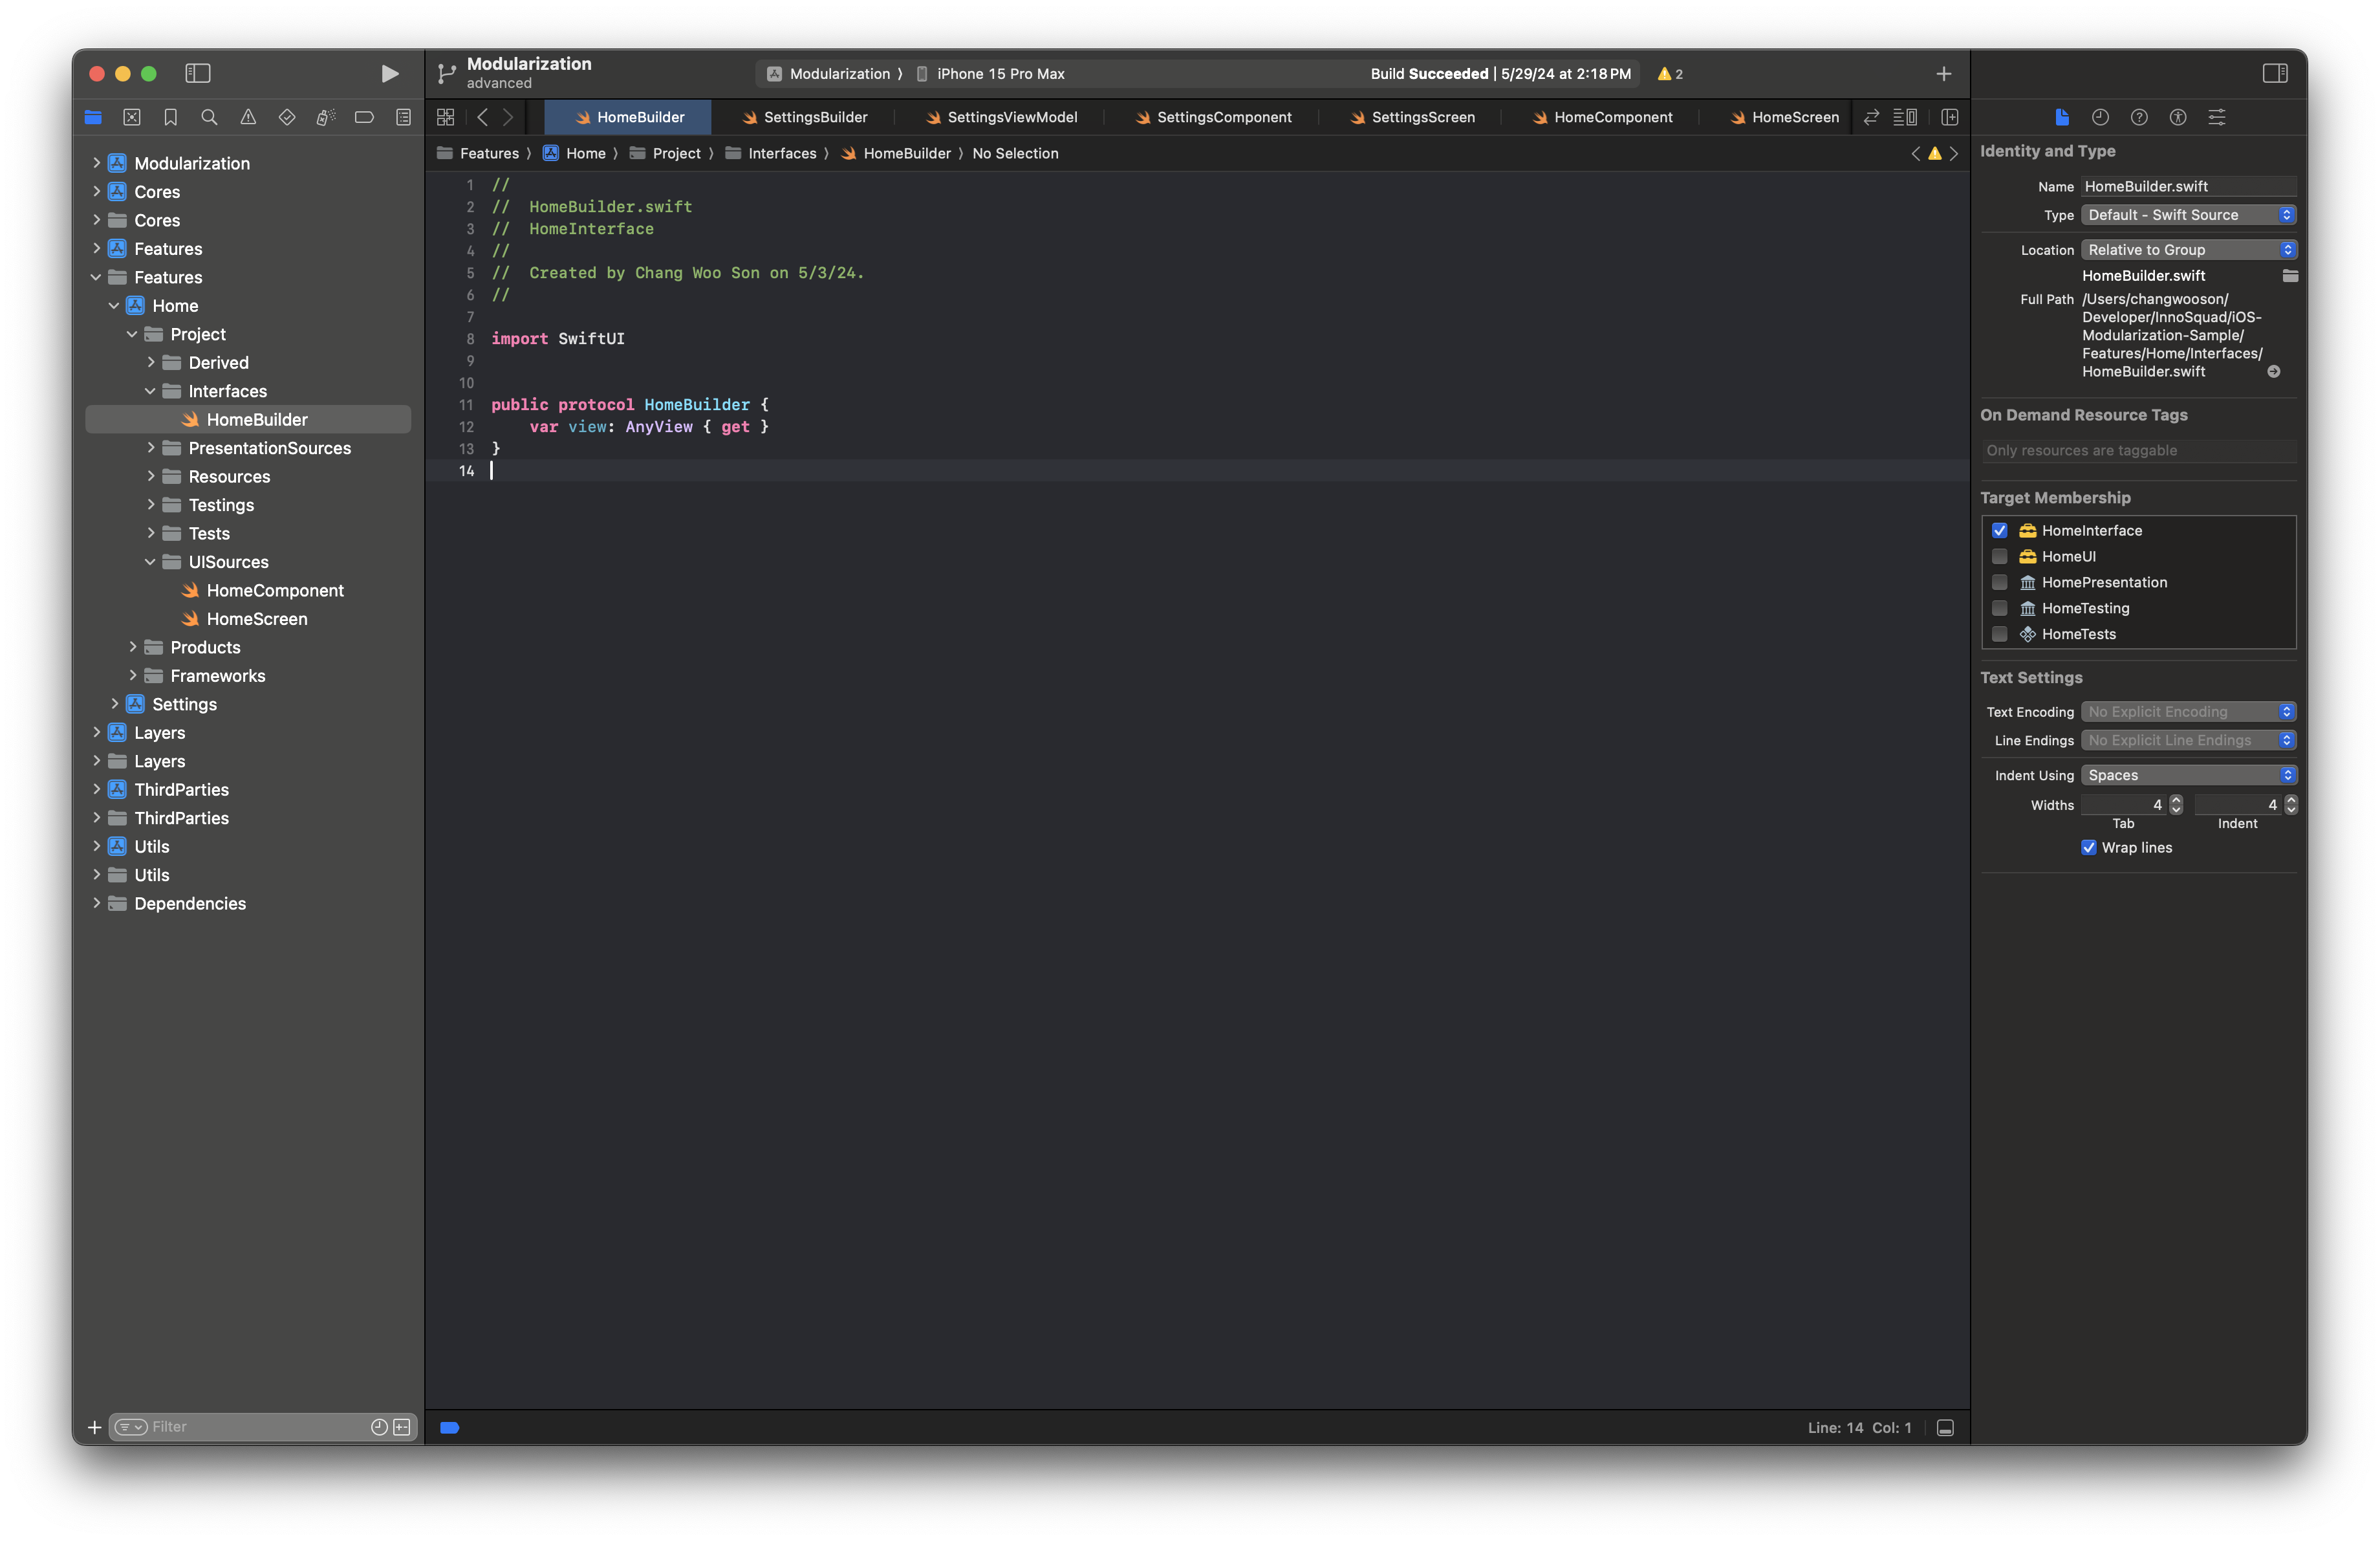 Modularization
advanced
Modularization
iPhone 15 Pro Max
Build Succeeded | 5/29/24 at 2:18 PM
2
HomeBuilder
SettingsBuilder
SettingsViewModel
SettingsComponent
SettingsScreen
HomeComponent
HomeScreen
Features
Home
Project
Interfaces
HomeBuilder
No Selection
Modularization
Cores
Cores
Features
Features
Home
Project
Derived
Interfaces
HomeBuilder
PresentationSources
Resources
Testings
Tests
UISources
HomeComponent
HomeScreen
Products
Frameworks
Settings
Layers
Layers
ThirdParties
ThirdParties
Utils
Utils
Dependencies
Filter
1 //
2 //  HomeBuilder.swift
3 //  HomeInterface
4 //
5 //  Created by Chang Woo Son on 5/3/24.
6 //
7
8 import SwiftUI
9
10
11 public protocol HomeBuilder {
12     var view: AnyView { get }
13 }
14
Line: 14 Col: 1
Identity and Type
Name HomeBuilder.swift
Type Default - Swift Source
Location Relative to Group
HomeBuilder.swift
Full Path /Users/changwooson/
Developer/InnoSquad/iOS-
Modularization-Sample/
Features/Home/Interfaces/
HomeBuilder.swift
On Demand Resource Tags
Only resources are taggable
Target Membership
HomeInterface
HomeUI
HomePresentation
HomeTesting
HomeTests
Text Settings
Text Encoding No Explicit Encoding
Line Endings No Explicit Line Endings
Indent Using Spaces
Widths 4 4
Tab Indent
Wrap lines